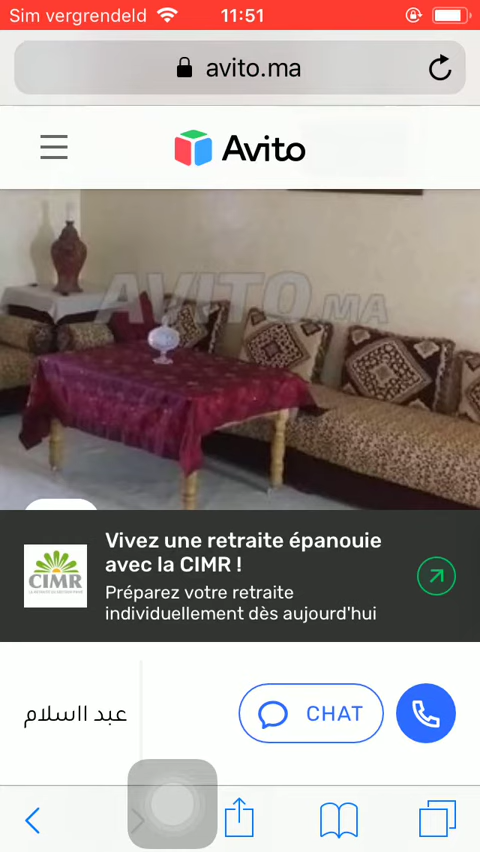 Sim vergrendeld 11:51
avito.ma
Avito
AVITO.MA
Vivez une retraite épanouie
avec la CIMR !
CIMR
Préparez votre retraite
individuellement dès aujourd'hui
عبد ااسلام
CHAT